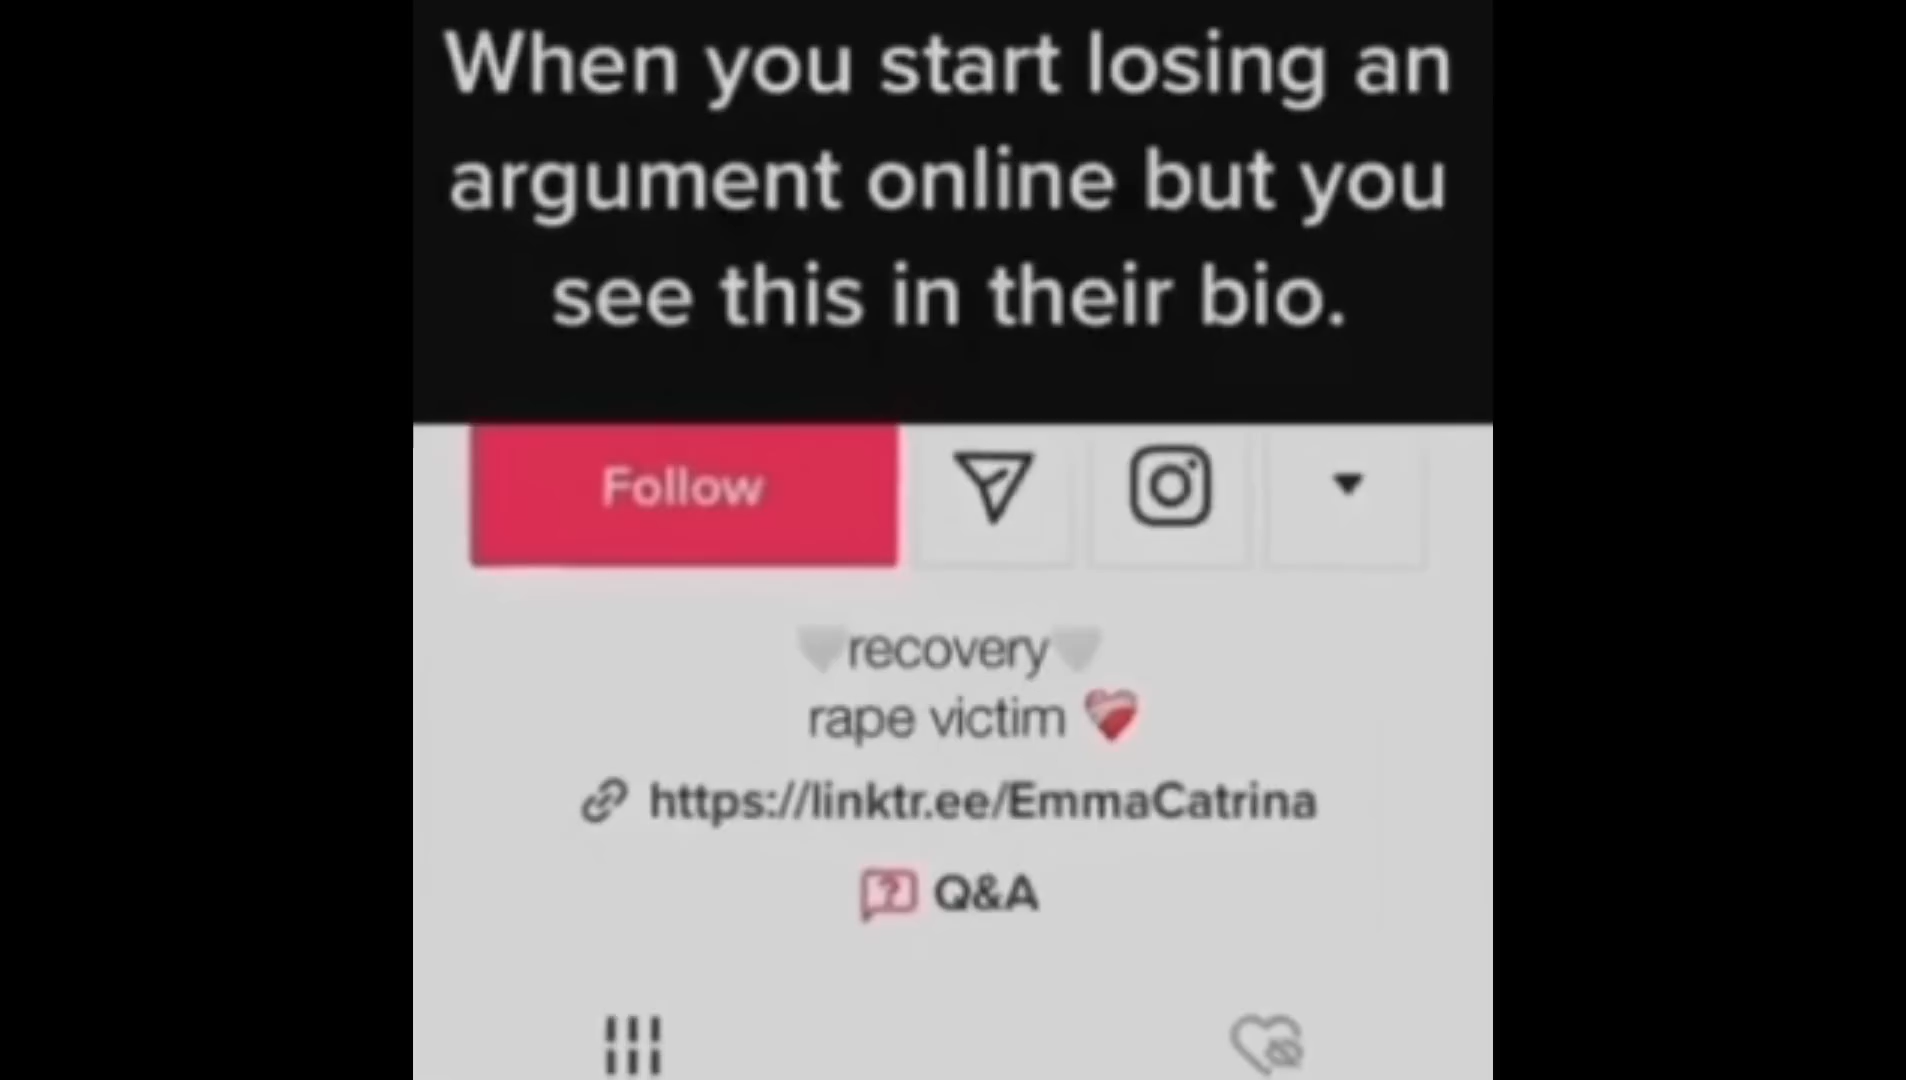 When you start losing an
argument online but you
see this in their bio.
Follow
🤍recovery🤍
rape victim ❤️‍🩹
https://linktr.ee/EmmaCatrina
Q&A